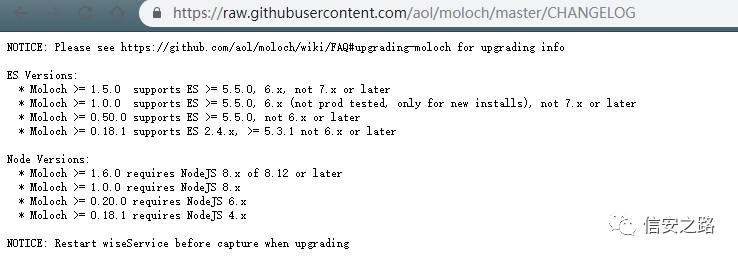 https://raw.githubusercontent.com/aol/moloch/master/CHANGELOG
NOTICE: Please see https://github.com/aol/moloch/wiki/FAQ#upgrading-moloch for upgrading info
ES Versions:
* Moloch >= 1.5.0  supports ES >= 5.5.0, 6.x, not 7.x or later
* Moloch >= 1.0.0  supports ES >= 5.5.0, 6.x (not prod tested, only for new installs), not 7.x or later
* Moloch >= 0.50.0 supports ES >= 5.5.0, not 6.x or later
* Moloch >= 0.18.1 supports ES 2.4.x, >= 5.3.1 not 6.x or later
Node Versions:
* Moloch >= 1.6.0 requires NodeJS 8.x of 8.12 or later
* Moloch >= 1.0.0 requires NodeJS 8.x
* Moloch >= 0.20.0 requires NodeJS 6.x
* Moloch >= 0.18.1 requires NodeJS 4.x
信安之路
NOTICE: Restart wiseService before capture when upgrading